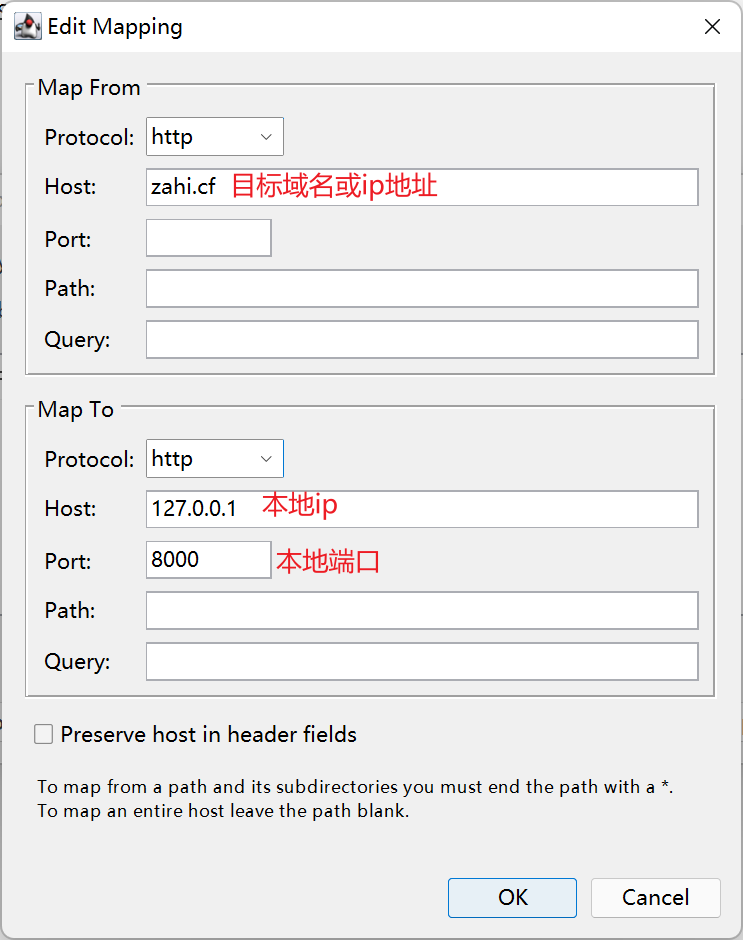 Edit Mapping
Map From
Protocol: http
Host: zahi.cf 目标域名或ip地址
Port:
Path:
Query:
Map To
Protocol: http
Host: 127.0.0.1 本地ip
Port: 8000 本地端口
Path:
Query:
Preserve host in header fields
To map from a path and its subdirectories you must end the path with a *.
To map an entire host leave the path blank.
OK Cancel